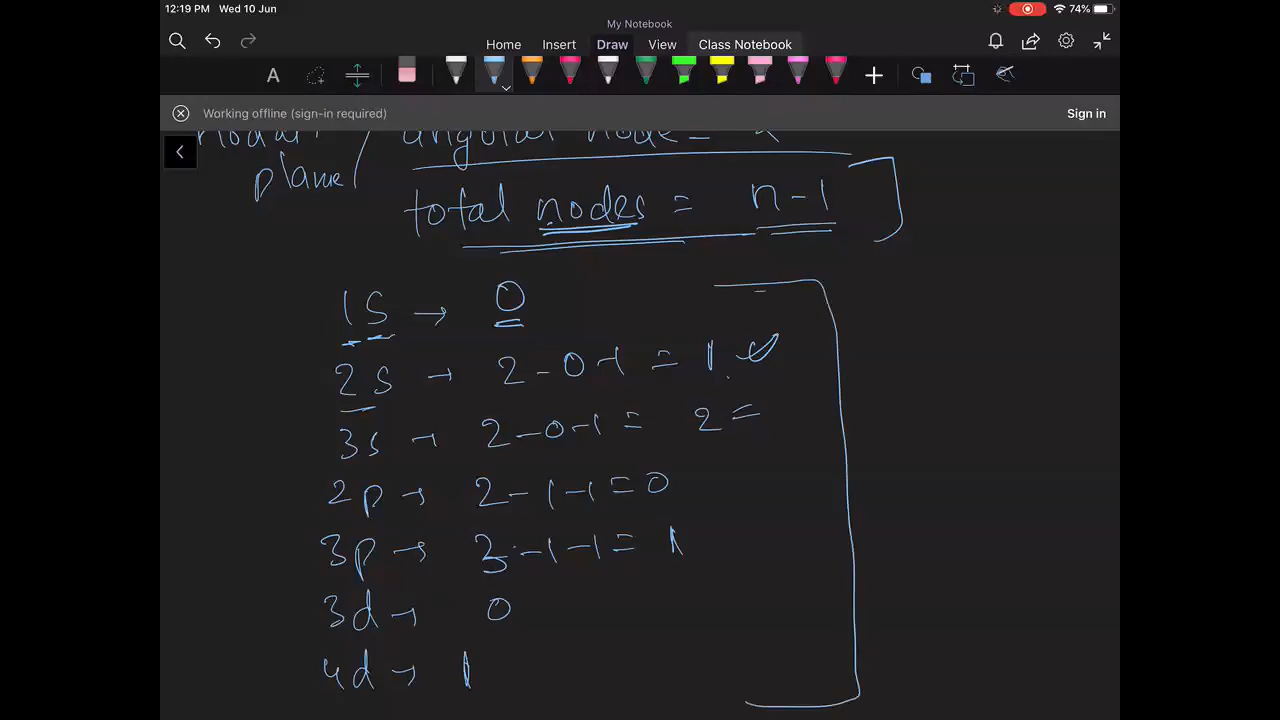 12:19 PM Wed 10 Jun
74%
My Notebook
Home Insert Draw View Class Notebook
A
Working offline (sign-in required) Sign in
angular node =
plane
total nodes = n-1
1s → 0
2s → 2-0-1 = 1
3s → 2-0-1 = 2 =
2p → 2-1-1=0
3p → 3-1-1= 1
3d → 0
4d → 1